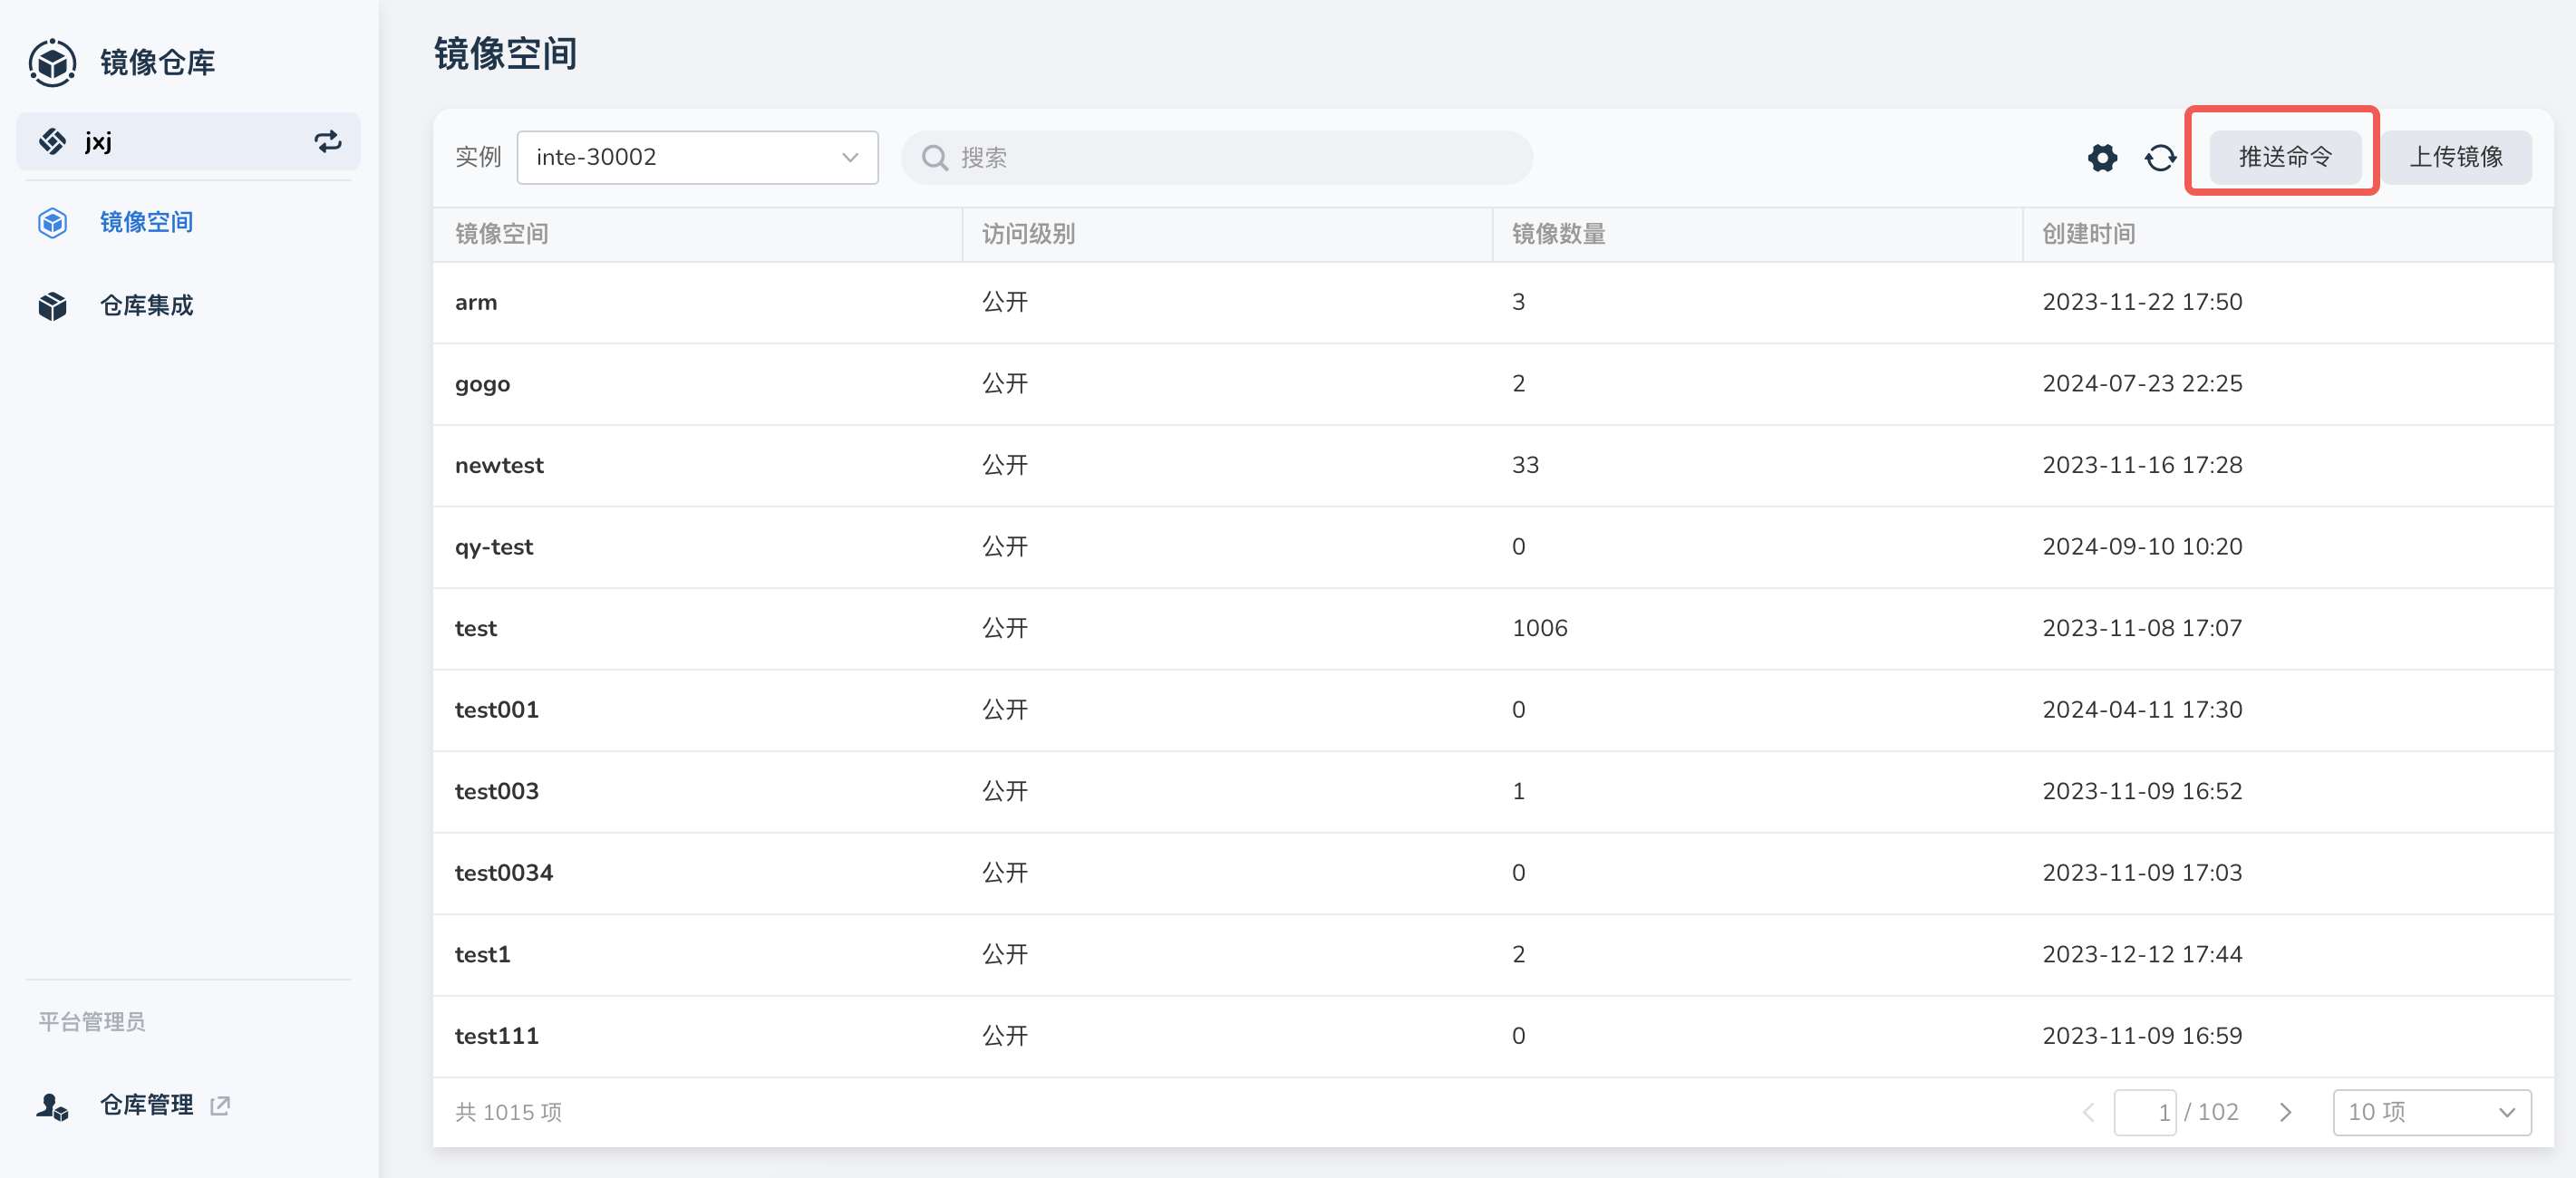 镜像仓库
jxj
镜像空间
仓库集成
平台管理员
仓库管理
镜像空间
实例 inte-30002 搜索 推送命令 上传镜像
镜像空间 访问级别 镜像数量 创建时间
arm 公开 3 2023-11-22 17:50
gogo 公开 2 2024-07-23 22:25
newtest 公开 33 2023-11-16 17:28
qy-test 公开 0 2024-09-10 10:20
test 公开 1006 2023-11-08 17:07
test001 公开 0 2024-04-11 17:30
test003 公开 1 2023-11-09 16:52
test0034 公开 0 2023-11-09 17:03
test1 公开 2 2023-12-12 17:44
test111 公开 0 2023-11-09 16:59
共 1015 项 1 / 102 10 项